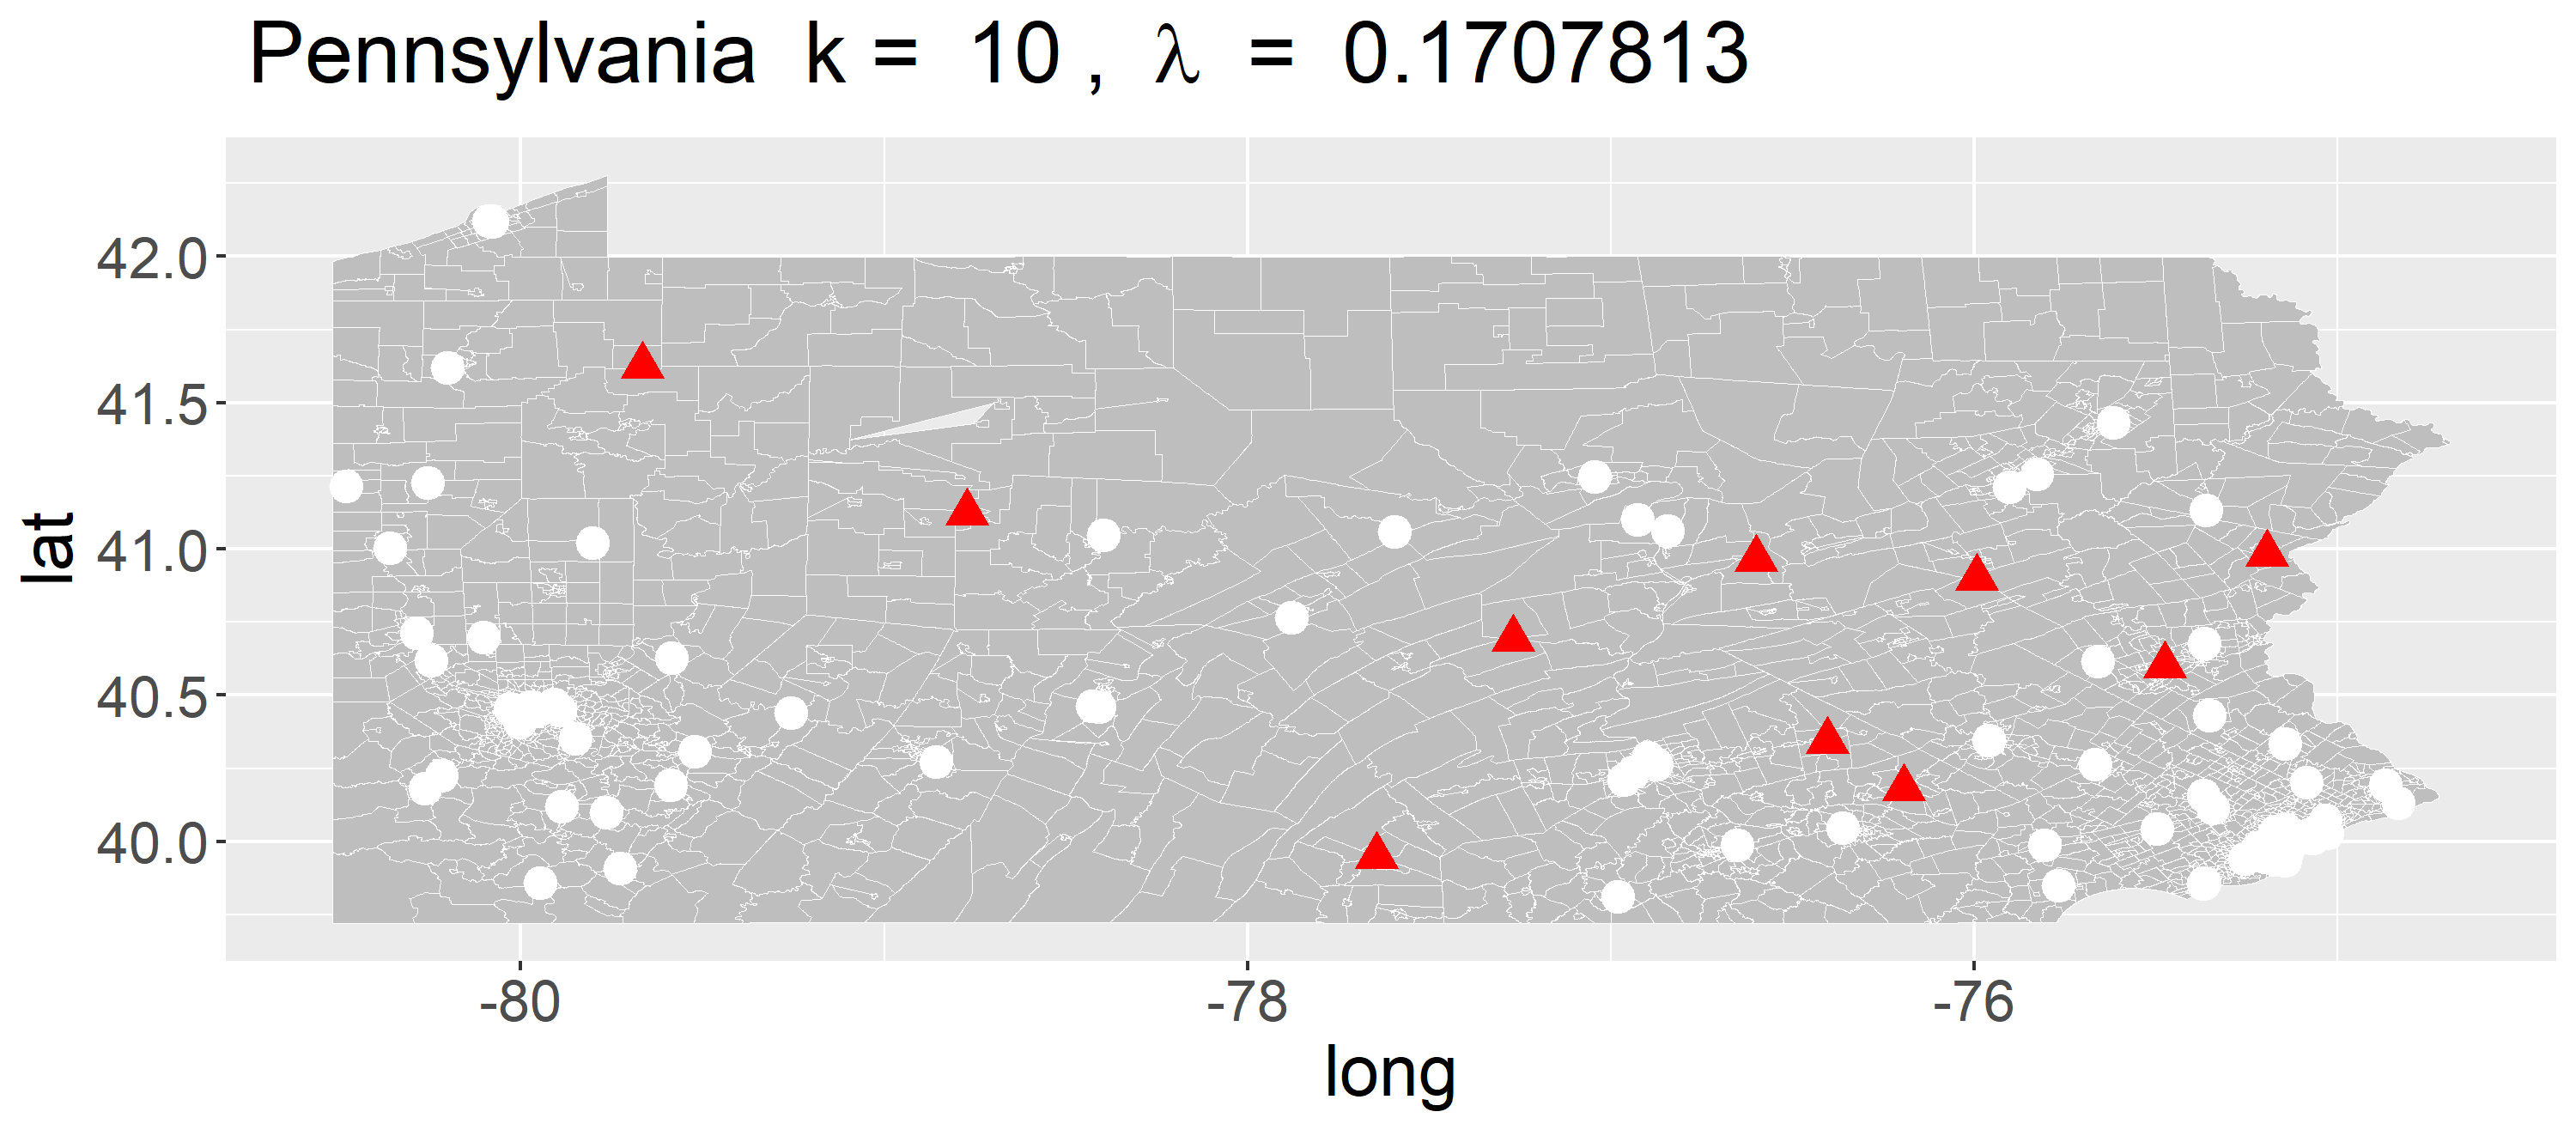 Pennsylvania k = 10 , λ = 0.1707813
lat
42.0
41.5
41.0
40.5
40.0
-80 -78 -76
long